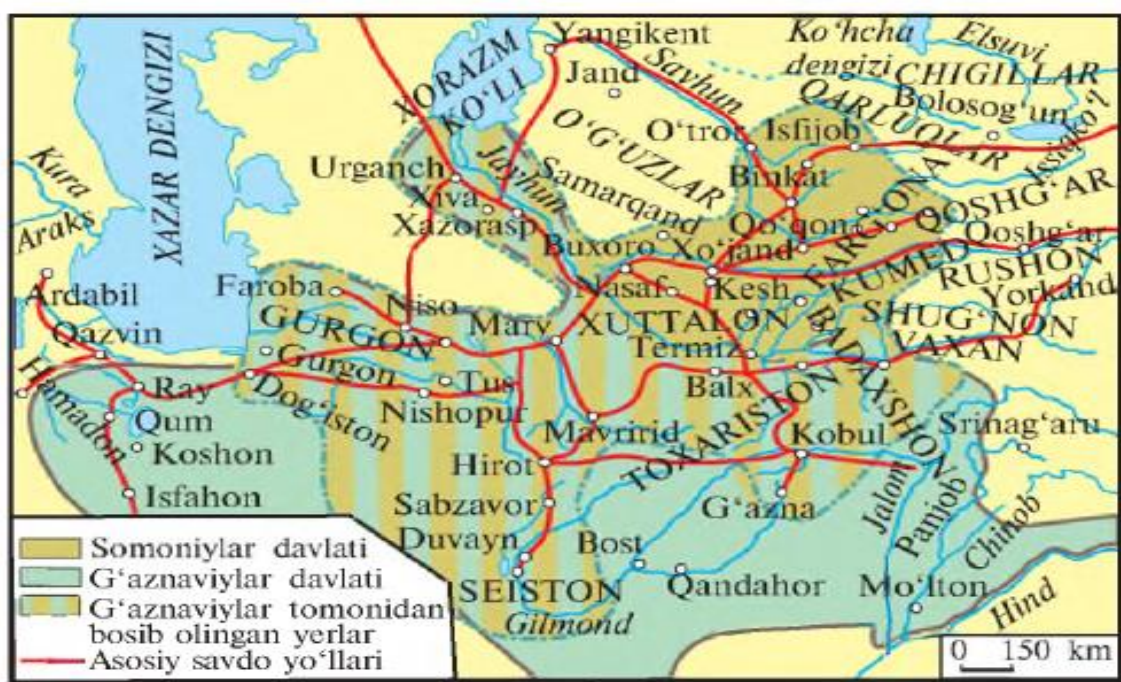 Yangikent
Jand
Sayhun
Ko‘hcha
dengizi
Elsuvi
CHIGILLAR
QARLUQLAR
Bolosog‘un
Issiqko‘l
XORAZM
KO‘LI
XAZAR DENGIZI
Kura
Araks
O‘G‘UZLAR
O‘tror
Isfijob
Binkat
Urganch
Jayhun
Xiva
Xazorasp
Samarqand
Buxoro
Qo‘qon
Xo‘jand
FARG‘ONA
QOSHG‘AR
Qoshg‘ar
KUMED
RUSHON
Yorkand
SHUG‘NON
VAXAN
BADAXSHON
Nasaf
Kesh
XUTTALON
Termiz
Ardabil
Qazvin
Faroba
Niso
Marv
GURGON
Gurgon
Tus
Nishopur
Balx
Hamadon
Ray
Qum
Koshon
Isfahon
Dog‘iston
Mavririd
TOXARISTON
Kobul
Srinag‘aru
Hirot
Sabzavor
Duvayn
G‘azna
Jalom
Panjob
Chinob
Bost
SEISTON
Qandahor
Mo‘lton
Gilmond
Hind
Somoniylar davlati
G‘aznaviylar davlati
G‘aznaviylar tomonidan
bosib olingan yerlar
Asosiy savdo yo‘llari
0 150 km